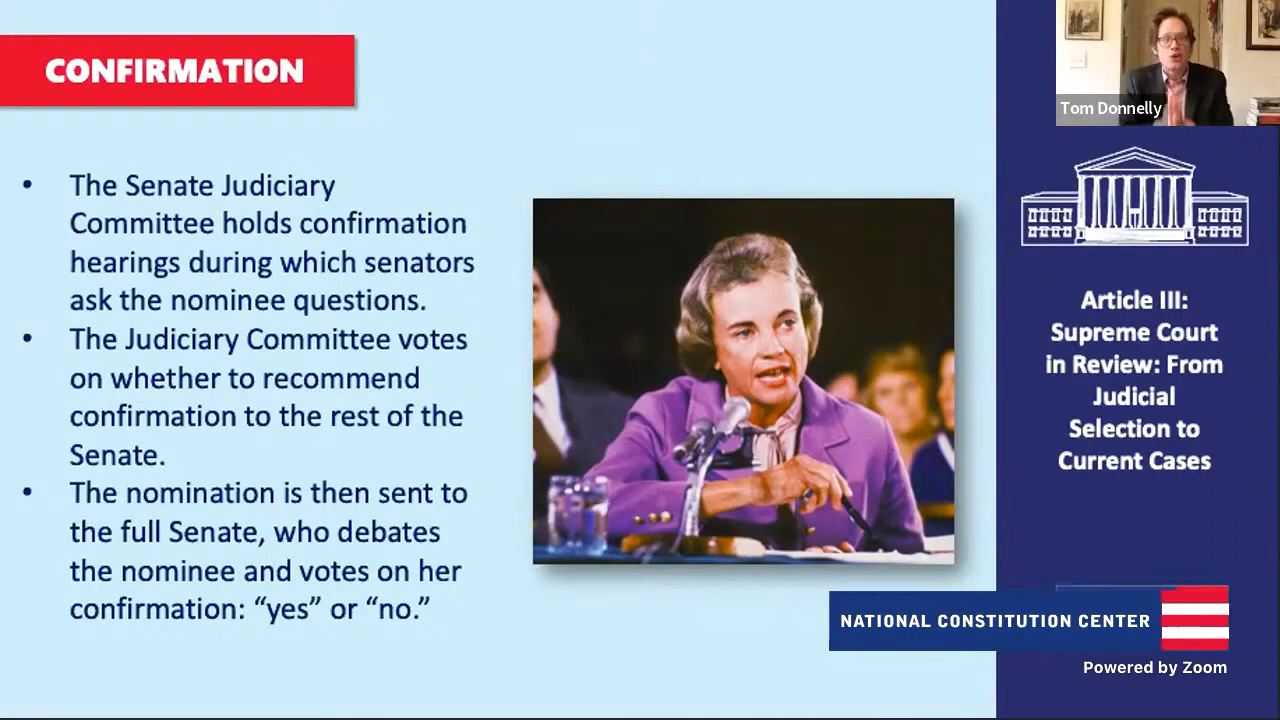 CONFIRMATION
• The Senate Judiciary
Committee holds confirmation
hearings during which senators
ask the nominee questions.
• The Judiciary Committee votes
on whether to recommend
confirmation to the rest of the
Senate.
• The nomination is then sent to
the full Senate, who debates
the nominee and votes on her
confirmation: “yes” or “no.”
Tom Donnelly
Article III:
Supreme Court
in Review: From
Judicial
Selection to
Current Cases
NATIONAL CONSTITUTION CENTER
Powered by Zoom